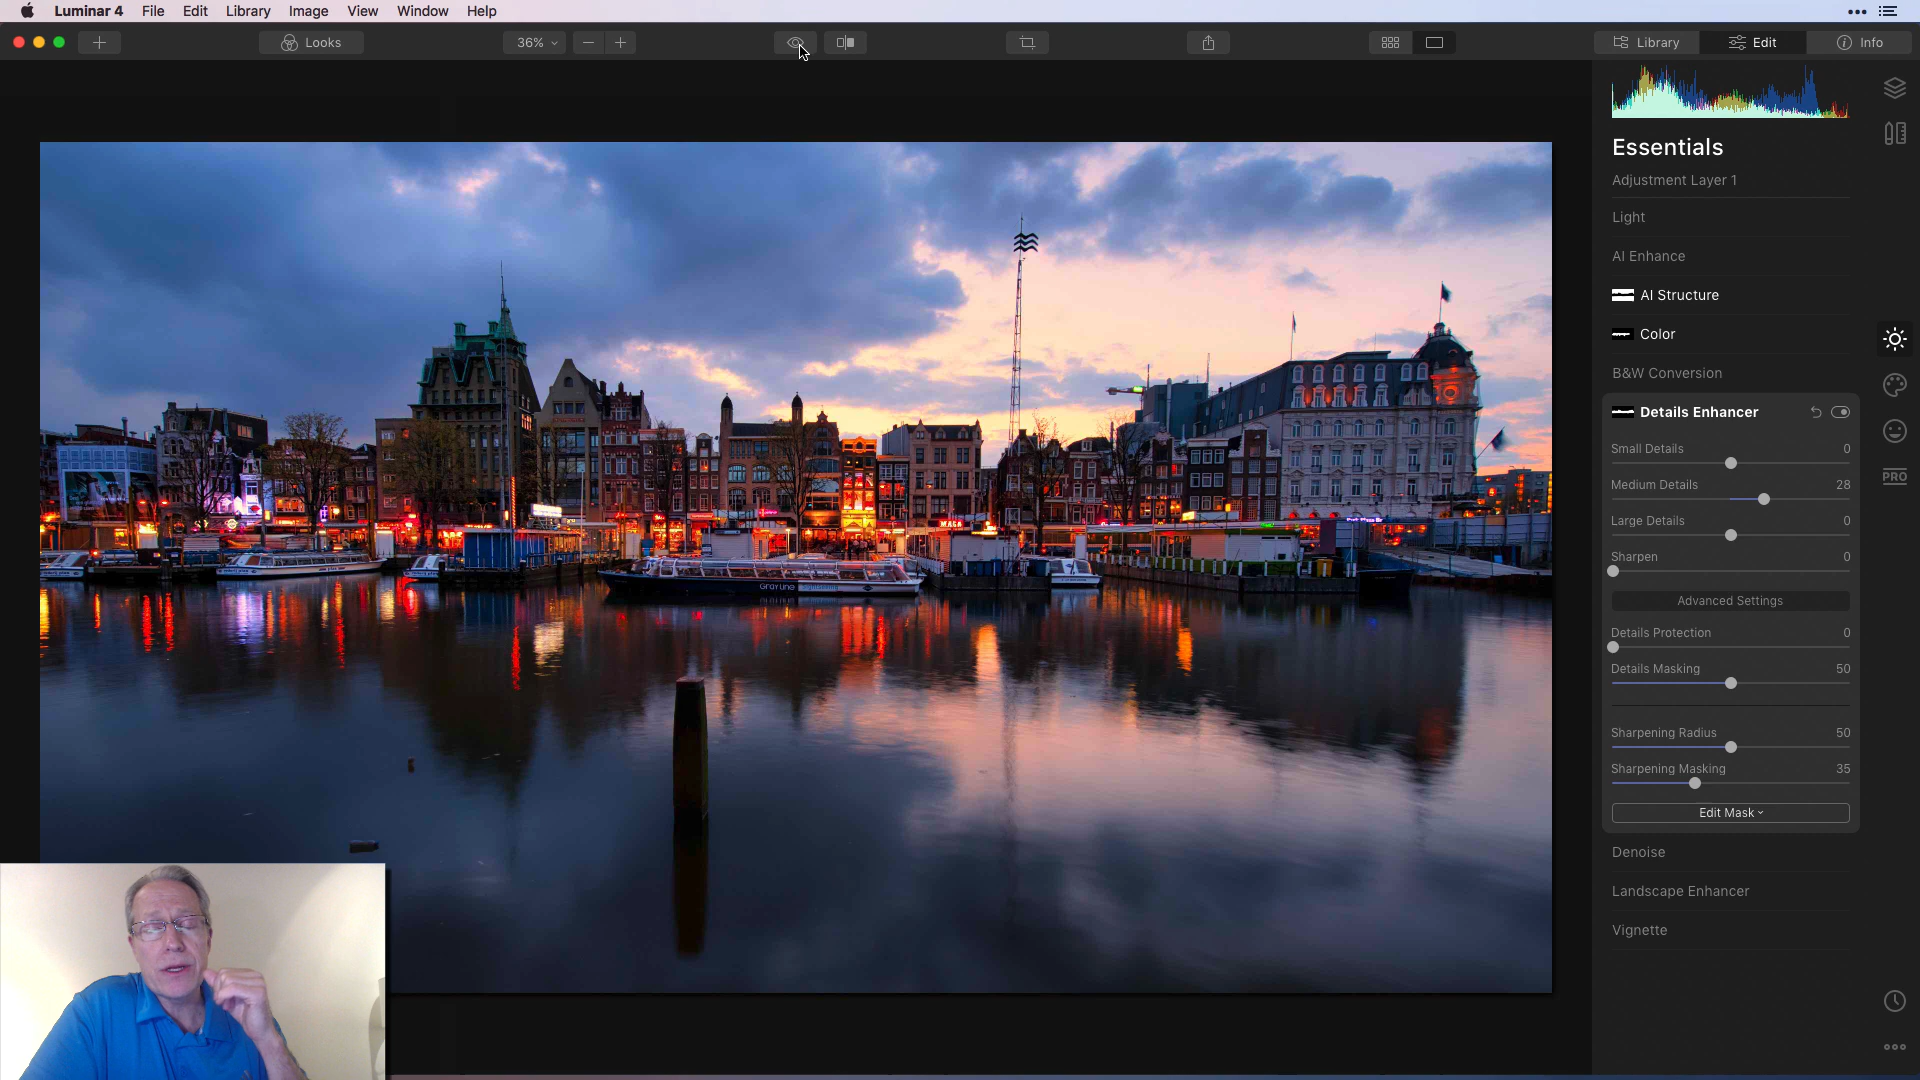 Luminar 4 File Edit Library Image View Window Help
Looks 36% Library Edit Info
Essentials
Adjustment Layer 1
Light
AI Enhance
AI Structure
Color
B&W Conversion
Details Enhancer
Small Details 0
Medium Details 28
Large Details 0
Sharpen 0
Advanced Settings
Details Protection 0
Details Masking 50
Sharpening Radius 50
Sharpening Masking 35
Edit Mask
Denoise
Landscape Enhancer
Vignette
PRO
GrayLine